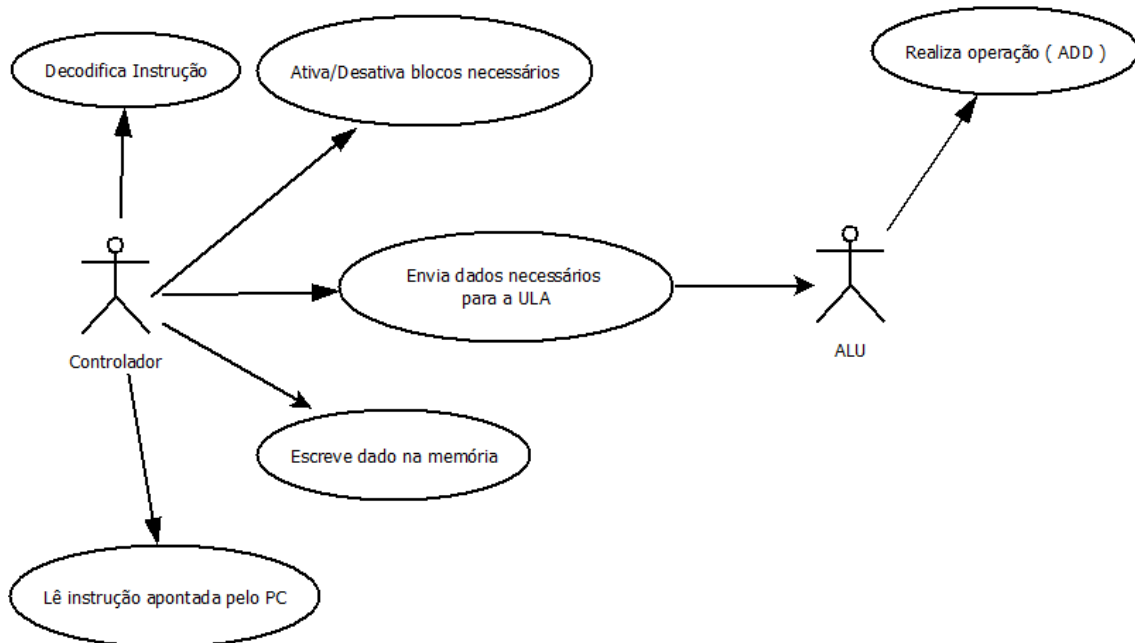 Decodifica Instrução
Ativa/Desativa blocos necessários
Realiza operação ( ADD )
Envia dados necessários
para a ULA
Controlador
ALU
Escreve dado na memória
Lê instrução apontada pelo PC